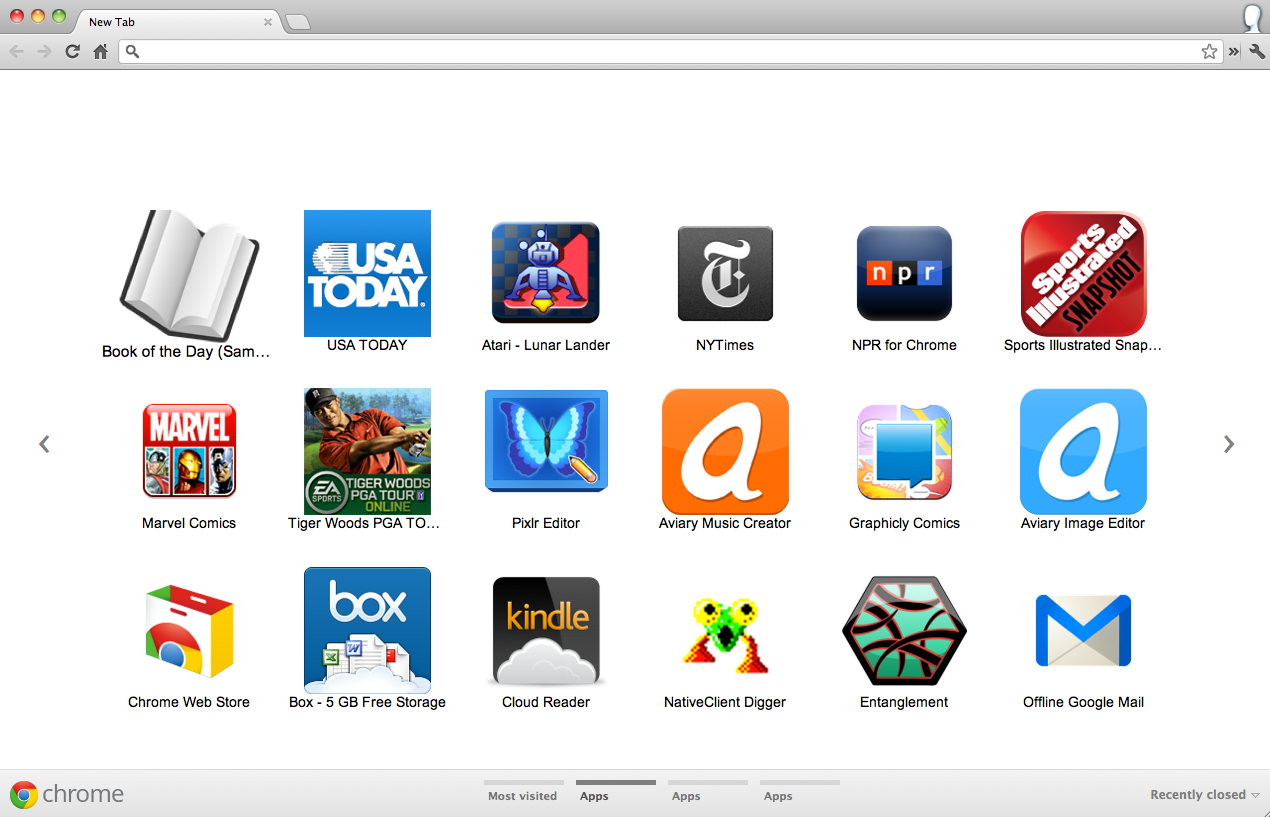 New Tab
USA
TODAY.
T
n p r
Sports
Illustrated
SNAPSHOT
Book of the Day (Sam...
USA TODAY
Atari - Lunar Lander
NYTimes
NPR for Chrome
Sports Illustrated Snap...
MARVEL
EA
SPORTS
TIGER WOODS
PGA TOUR
ONLINE
a
a
Marvel Comics
Tiger Woods PGA TO...
Pixlr Editor
Aviary Music Creator
Graphicly Comics
Aviary Image Editor
box
kindle
Chrome Web Store
Box - 5 GB Free Storage
Cloud Reader
NativeClient Digger
Entanglement
Offline Google Mail
chrome
Most visited
Apps
Apps
Apps
Recently closed